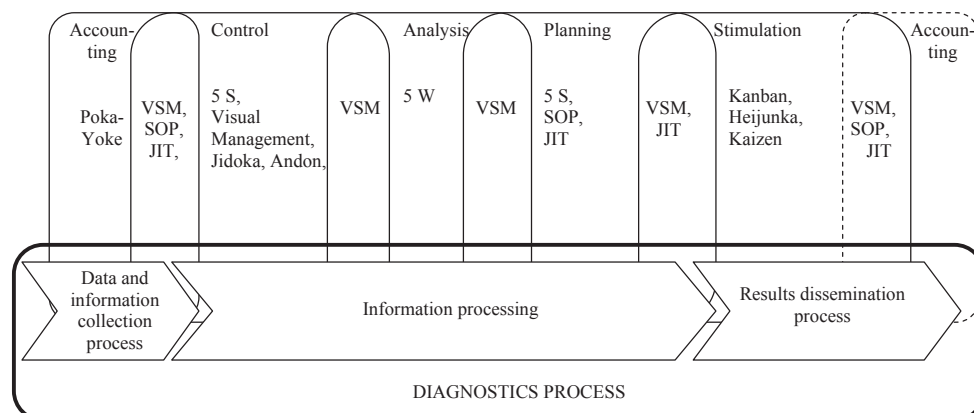 Accoun-
ting
Control
Analysis
Planning
Stimulation
Accoun-
ting
Poka-
Yoke
VSM,
SOP,
JIT,
5 S,
Visual
Management,
Jidoka, Andon,
VSM
5 W
VSM
5 S,
SOP,
JIT
VSM,
JIT
Kanban,
Heijunka,
Kaizen
VSM,
SOP,
JIT
Data and
information
collection
process
Information processing
Results dissemination
process
DIAGNOSTICS PROCESS